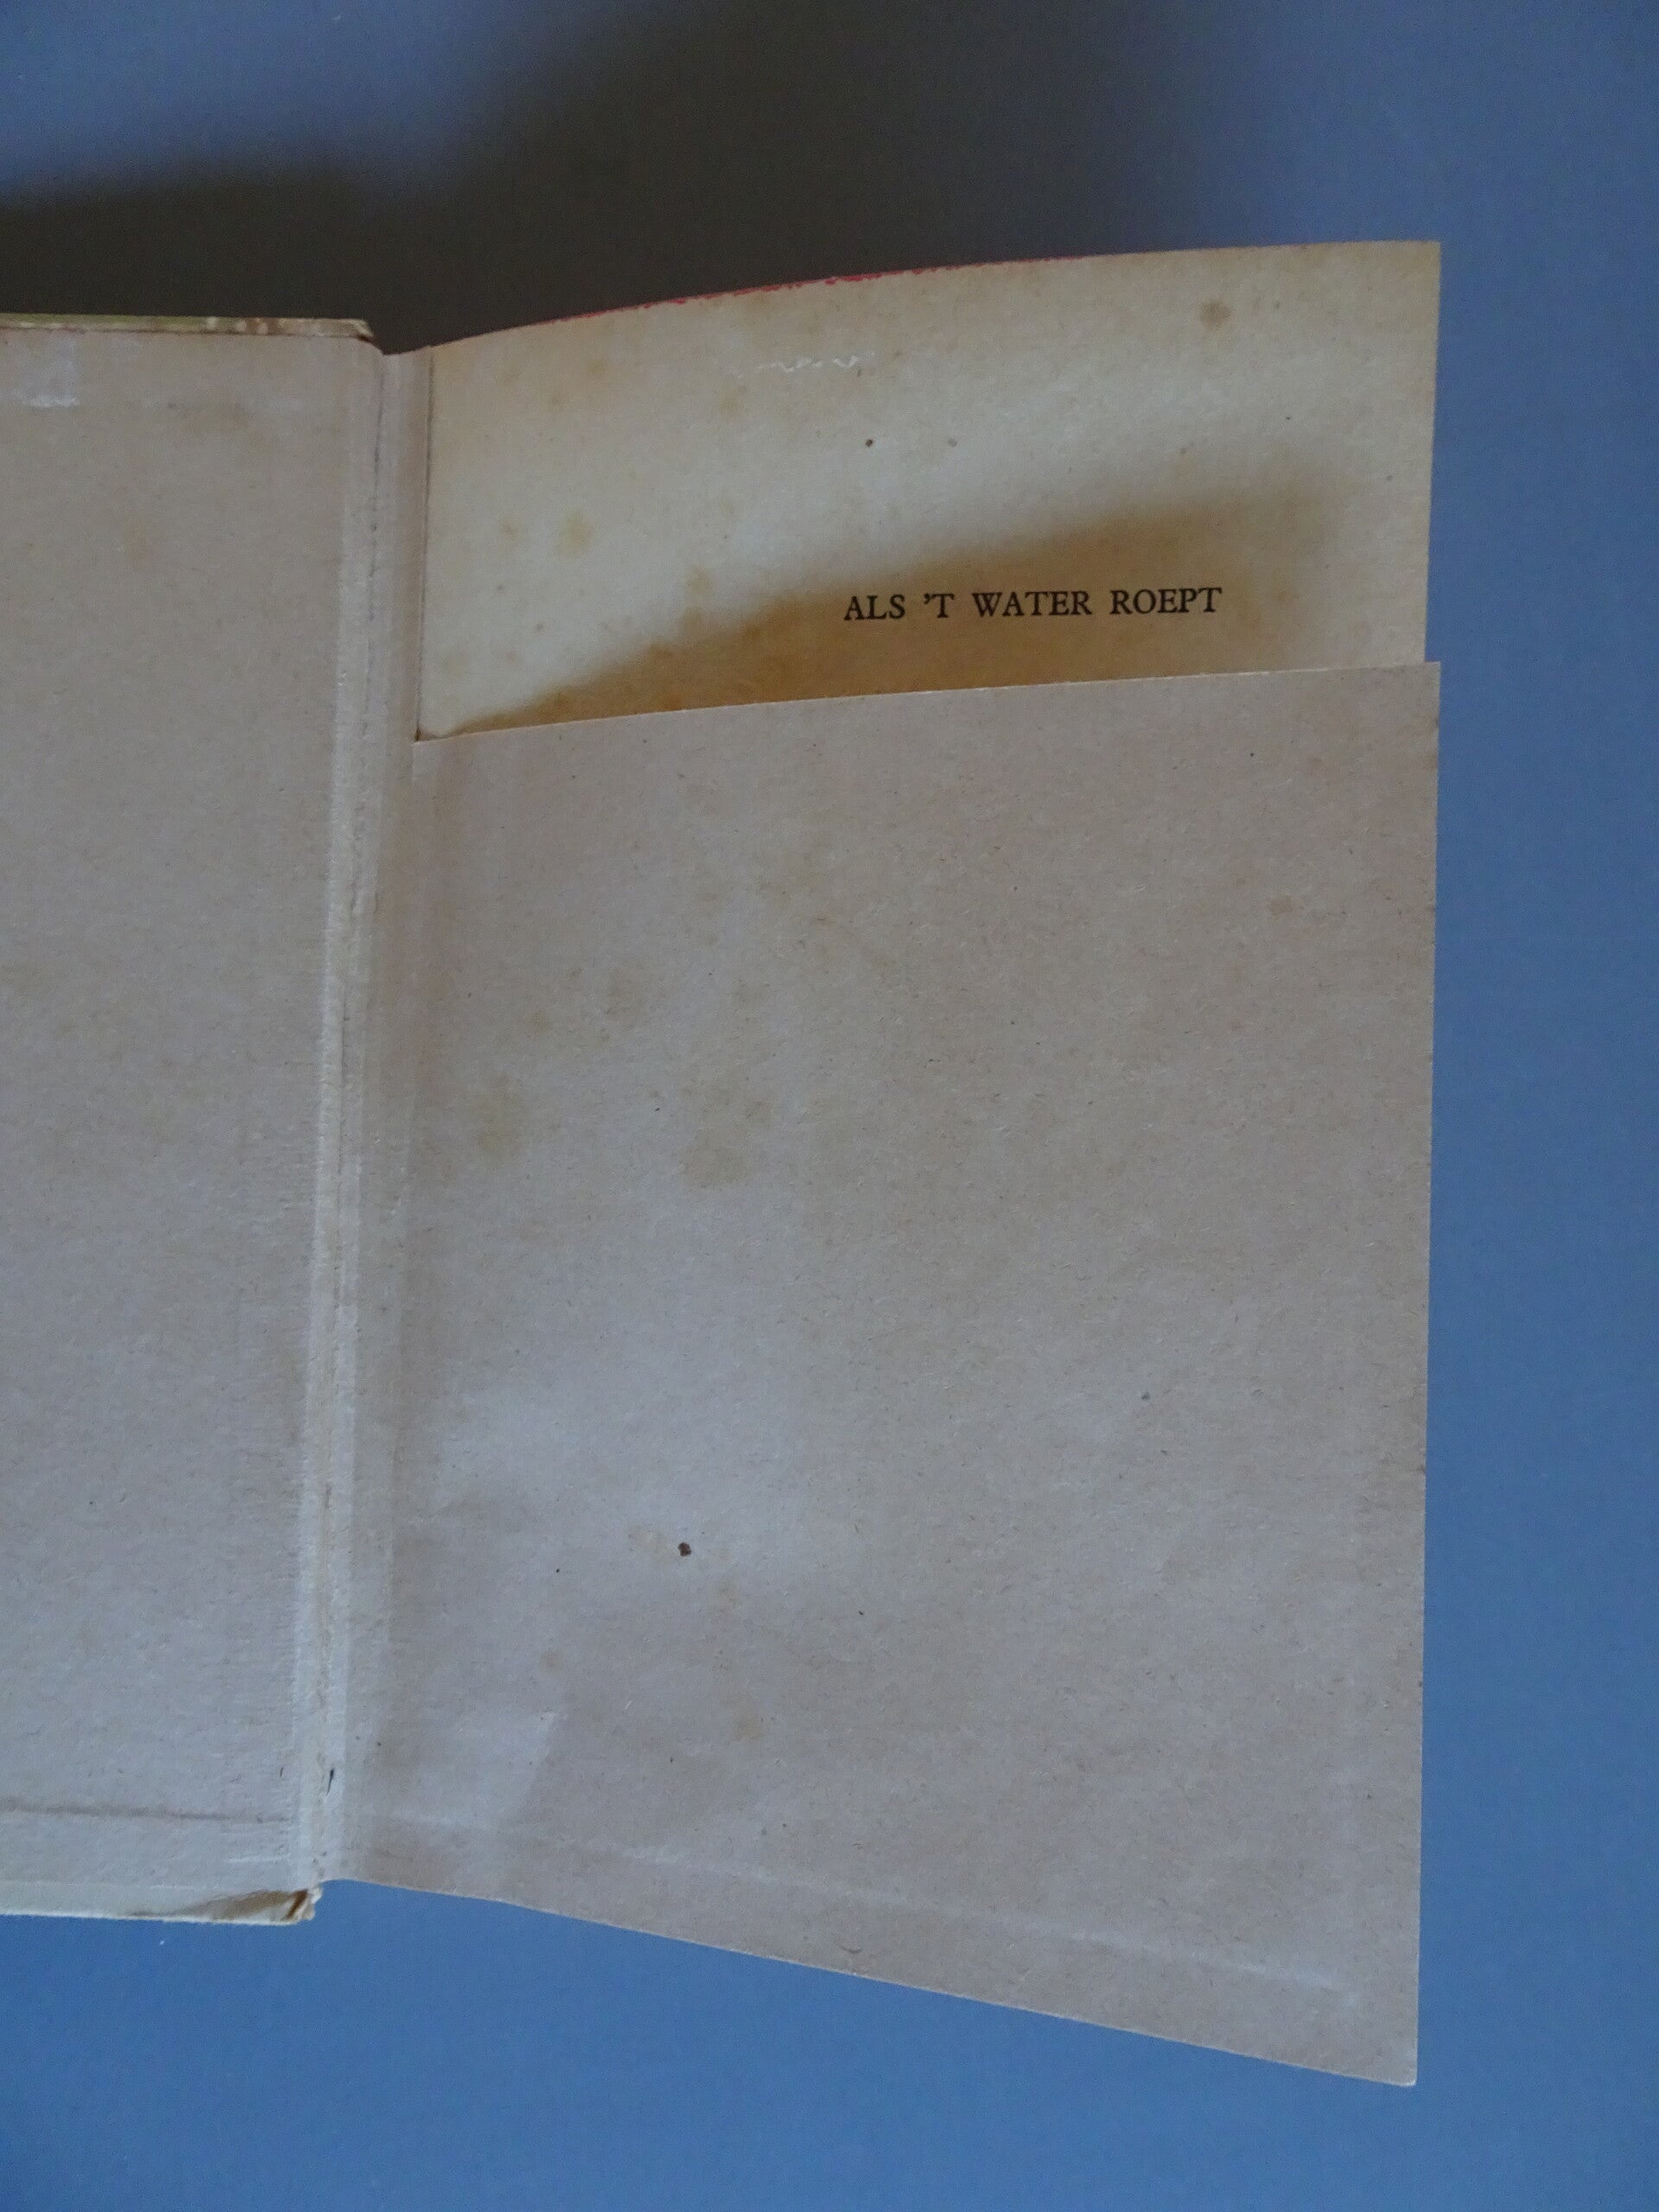 ALS 'T WATER ROEPT